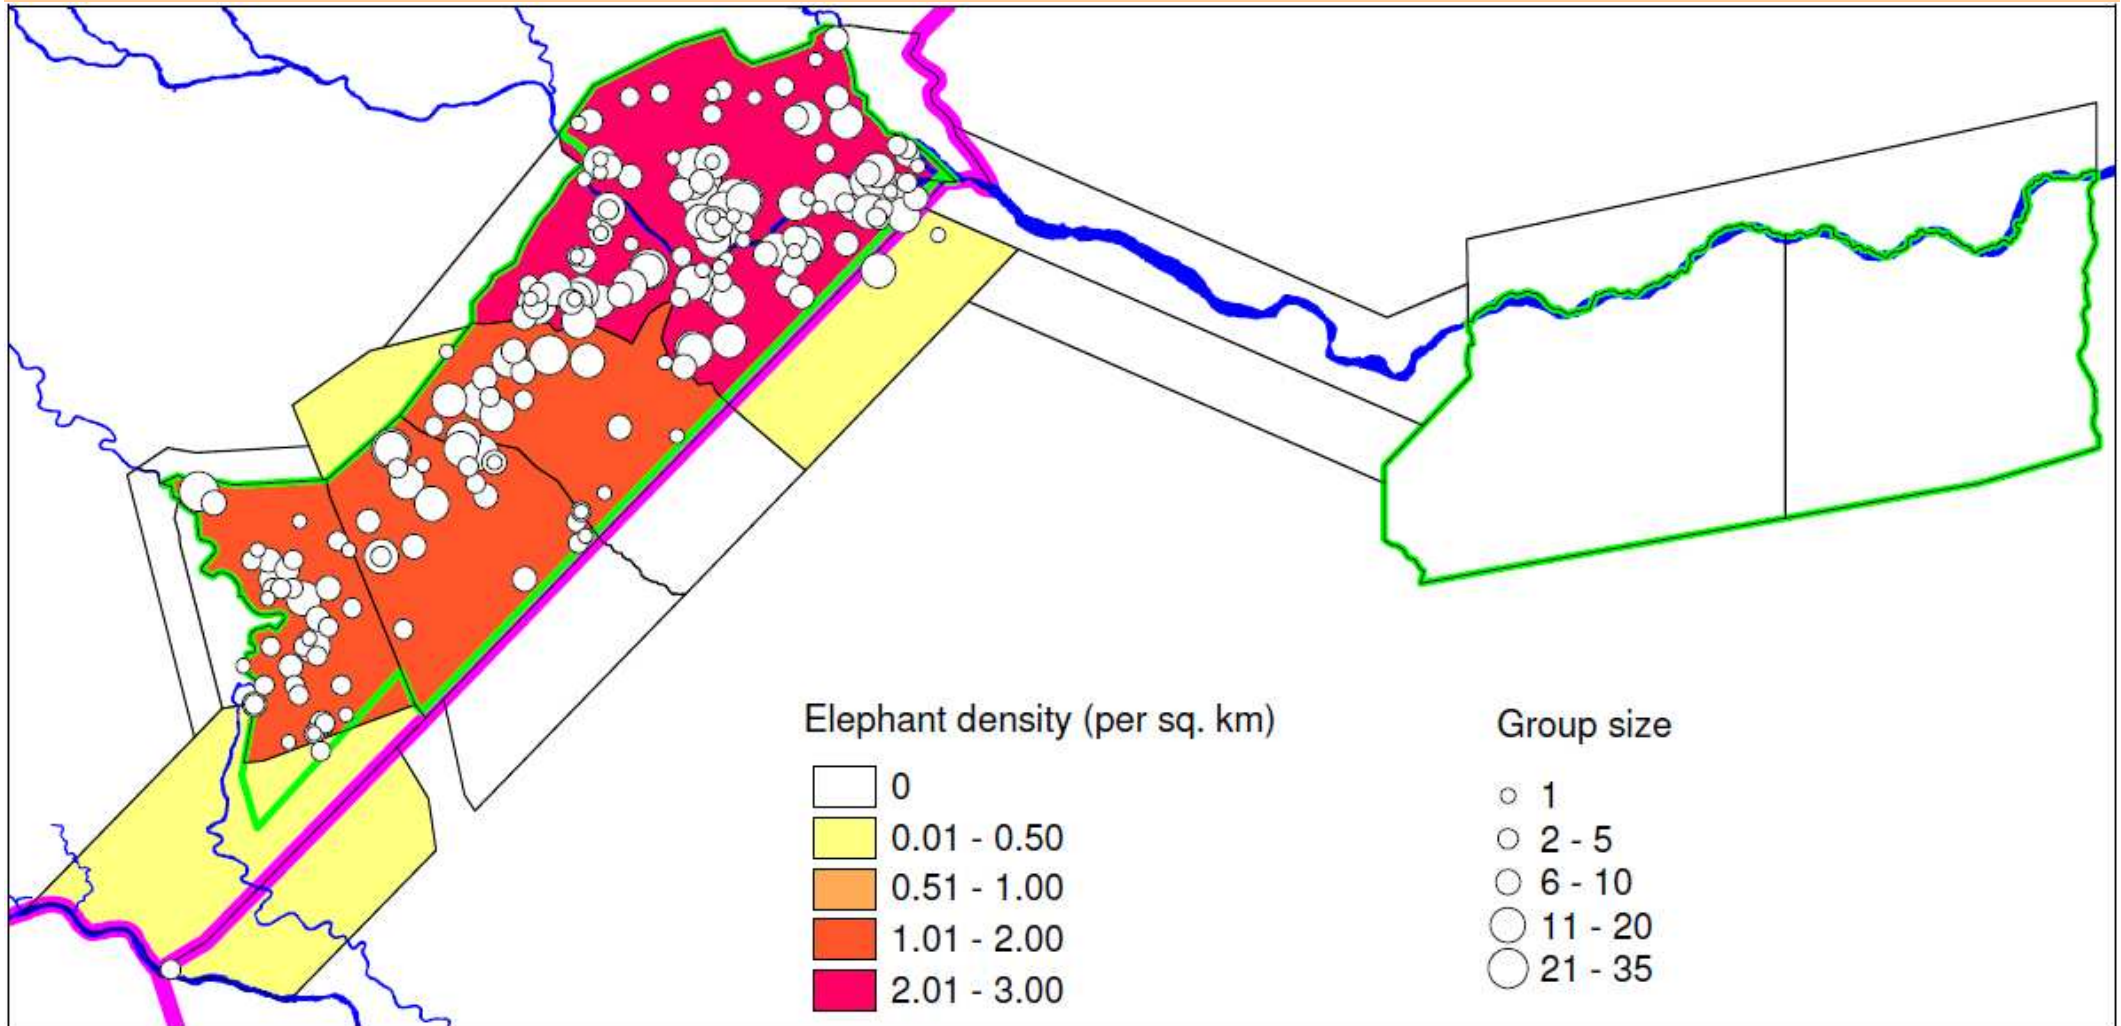 Elephant density (per sq. km)
0
0.01 - 0.50
0.51 - 1.00
1.01 - 2.00
2.01 - 3.00
Group size
1
2 - 5
6 - 10
11 - 20
21 - 35